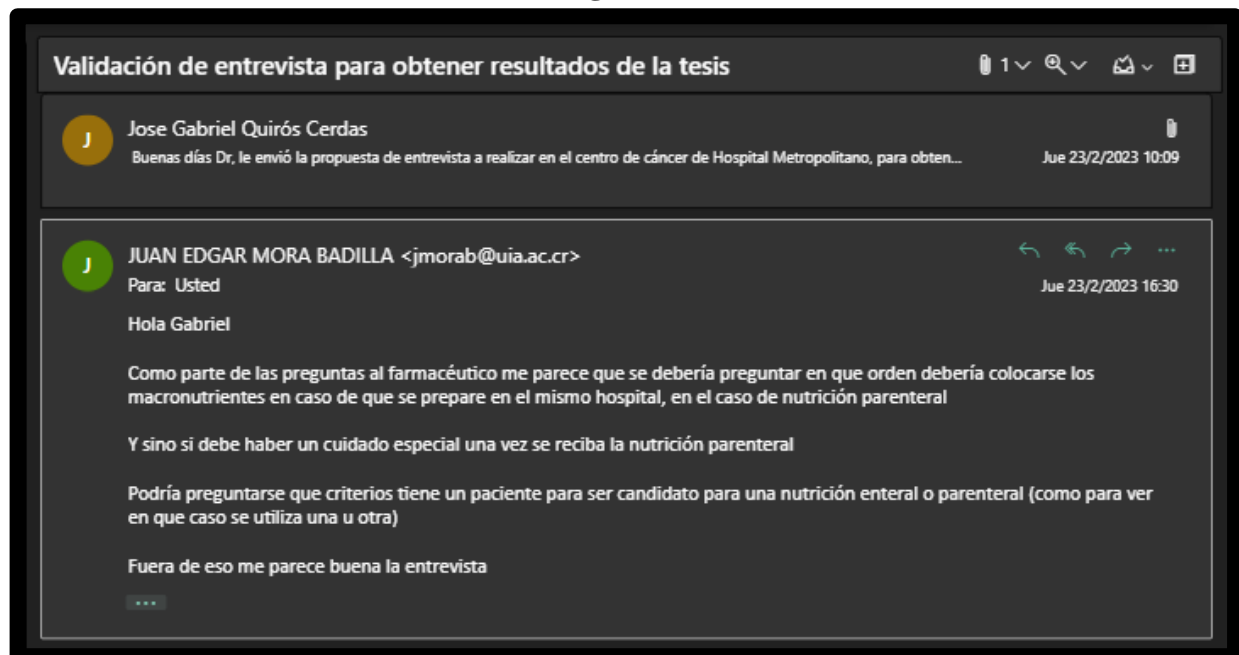 Validación de entrevista para obtener resultados de la tesis
1
J
Jose Gabriel Quirós Cerdas
Buenas días Dr, le envió la propuesta de entrevista a realizar en el centro de cáncer de Hospital Metropolitano, para obten...
Jue 23/2/2023 10:09
J
JUAN EDGAR MORA BADILLA <jmorab@uia.ac.cr>
Para: Usted
Jue 23/2/2023 16:30
Hola Gabriel
Como parte de las preguntas al farmacéutico me parece que se debería preguntar en que orden debería colocarse los
macronutrientes en caso de que se prepare en el mismo hospital, en el caso de nutrición parenteral
Y sino si debe haber un cuidado especial una vez se reciba la nutrición parenteral
Podría preguntarse que criterios tiene un paciente para ser candidato para una nutrición enteral o parenteral (como para ver
en que caso se utiliza una u otra)
Fuera de eso me parece buena la entrevista
...